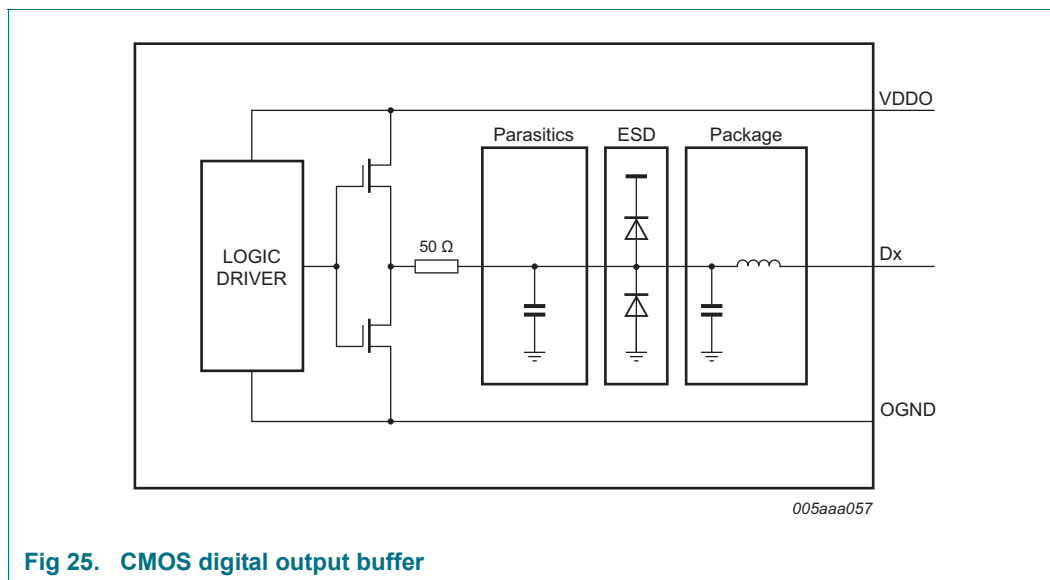 VDDO
Parasitics
ESD
Package
50 Ω
LOGIC
DRIVER
Dx
OGND
005aaa057
Fig 25. CMOS digital output buffer